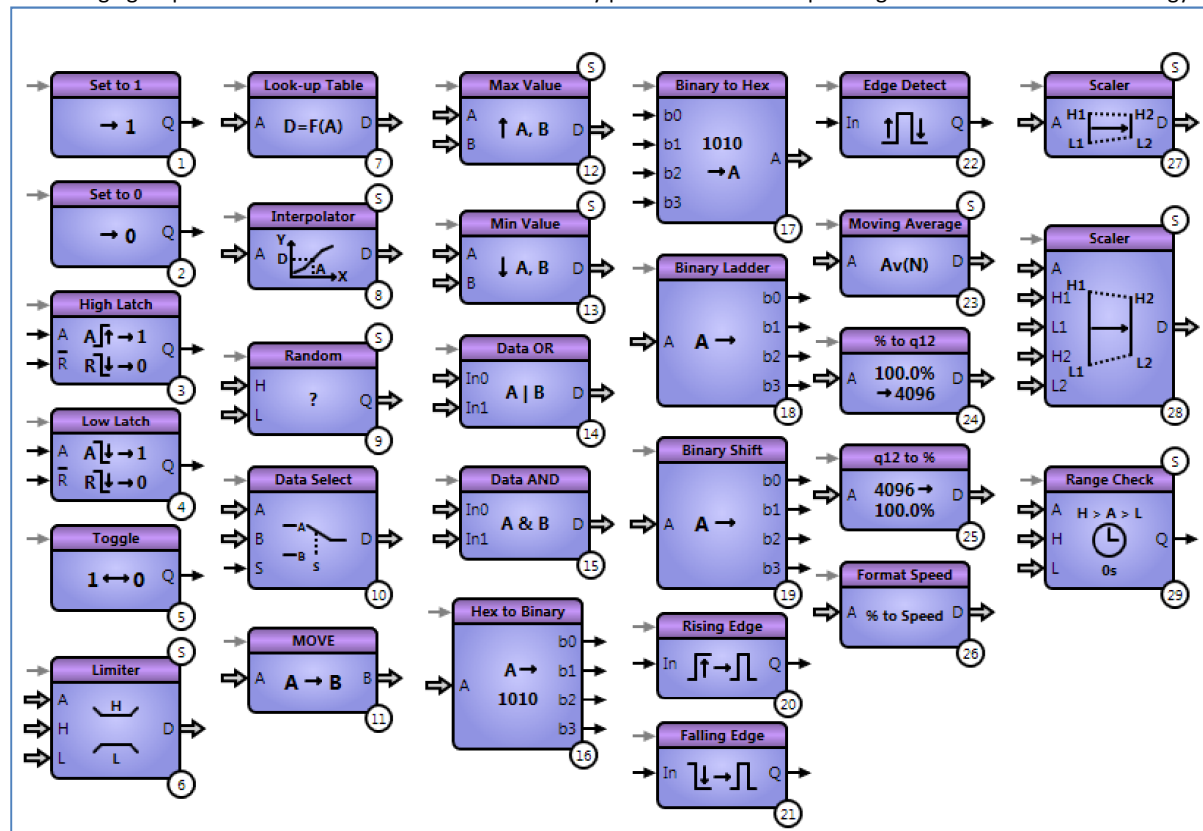 Set to 1
→ 1
Q
1
Set to 0
→ 0
Q
2
High Latch
A A → 1
R R → 0
Q
3
Low Latch
A A → 1
R R → 0
Q
4
Toggle
1 ↔ 0 Q
5
S
Limiter
A
H
L
H
L
D
6
Look-up Table
A D=F(A) D
7
S
Interpolator
A
Y
D
A
X
D
8
S
Random
H
L
?
Q
9
Data Select
A
B
S
A
B
S
D
10
MOVE
A A → B B
11
S
Max Value
A
B
↑ A, B
D
12
S
Min Value
A
B
↓ A, B
D
13
Data OR
In0
In1
A | B
D
14
Data AND
In0
In1
A & B
D
15
Hex to Binary
A
A→
1010
b0
b1
b2
b3
16
Binary to Hex
b0
b1
b2
b3
1010
→A
A
17
Binary Ladder
A
A →
b0
b1
b2
b3
18
Binary Shift
A
A →
b0
b1
b2
b3
19
Rising Edge
In Q
20
Falling Edge
In Q
21
Edge Detect
In Q
22
S
Moving Average
A Av(N) D
23
% to q12
A
100.0%
→ 4096
D
24
q12 to %
A
4096 →
100.0%
D
25
Format Speed
A % to Speed D
26
S
Scaler
A
H1
L1
H2
L2
D
27
S
Scaler
A
H1
L1
H2
L2
H1
L1
H2
L2
D
28
S
Range Check
A
H
L
H > A > L
0s
Q
29